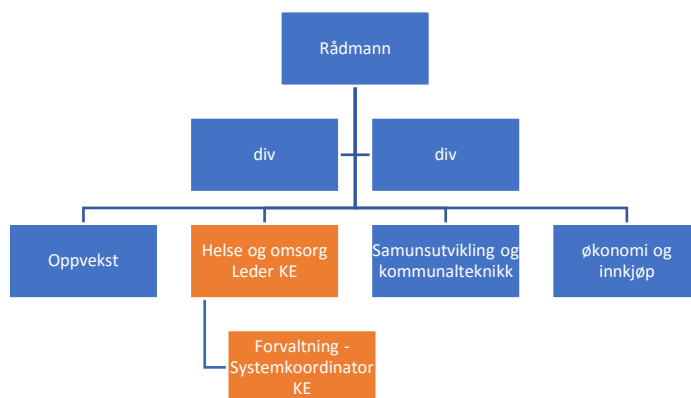 Rådmann
div
div
Oppvekst
Helse og omsorg
Leder KE
Samunsutvikling og
kommunalteknikk
økonomi og
innkjøp
Forvaltning -
Systemkoordinator
KE